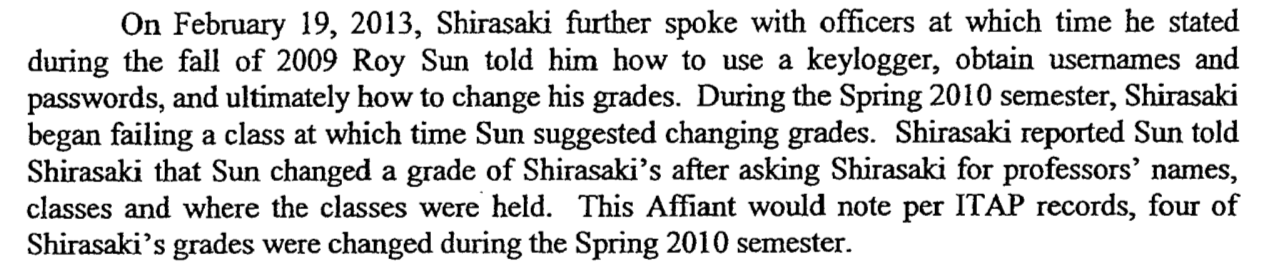 On February 19, 2013, Shirasaki further spoke with officers at which time he stated
during the fall of 2009 Roy Sun told him how to use a keylogger, obtain usernames and
passwords, and ultimately how to change his grades. During the Spring 2010 semester, Shirasaki
began failing a class at which time Sun suggested changing grades. Shirasaki reported Sun told
Shirasaki that Sun changed a grade of Shirasaki's after asking Shirasaki for professors' names,
classes and where the classes were held. This Affiant would note per ITAP records, four of
Shirasaki's grades were changed during the Spring 2010 semester.